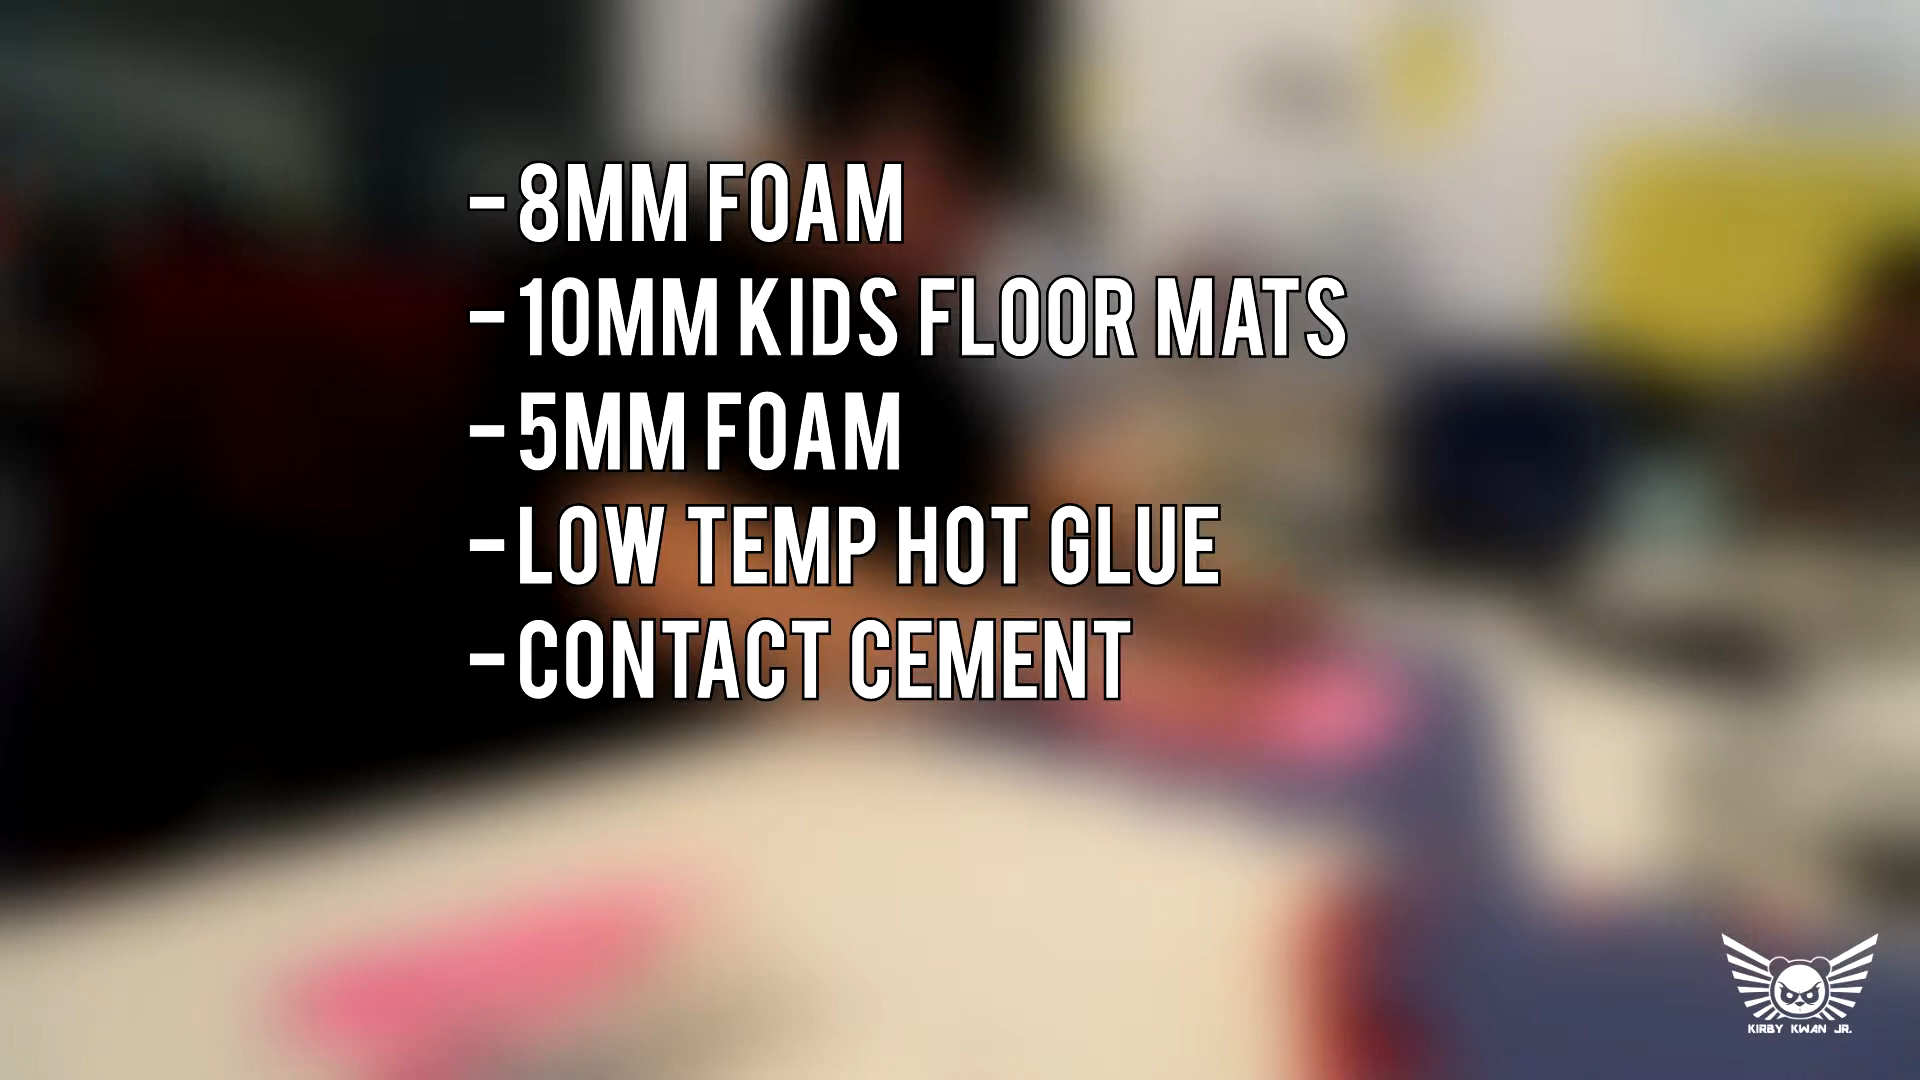 - 8MM FOAM
- 10MM KIDS FLOOR MATS
- 5MM FOAM
- LOW TEMP HOT GLUE
- CONTACT CEMENT
KIRBY KWAN JR.